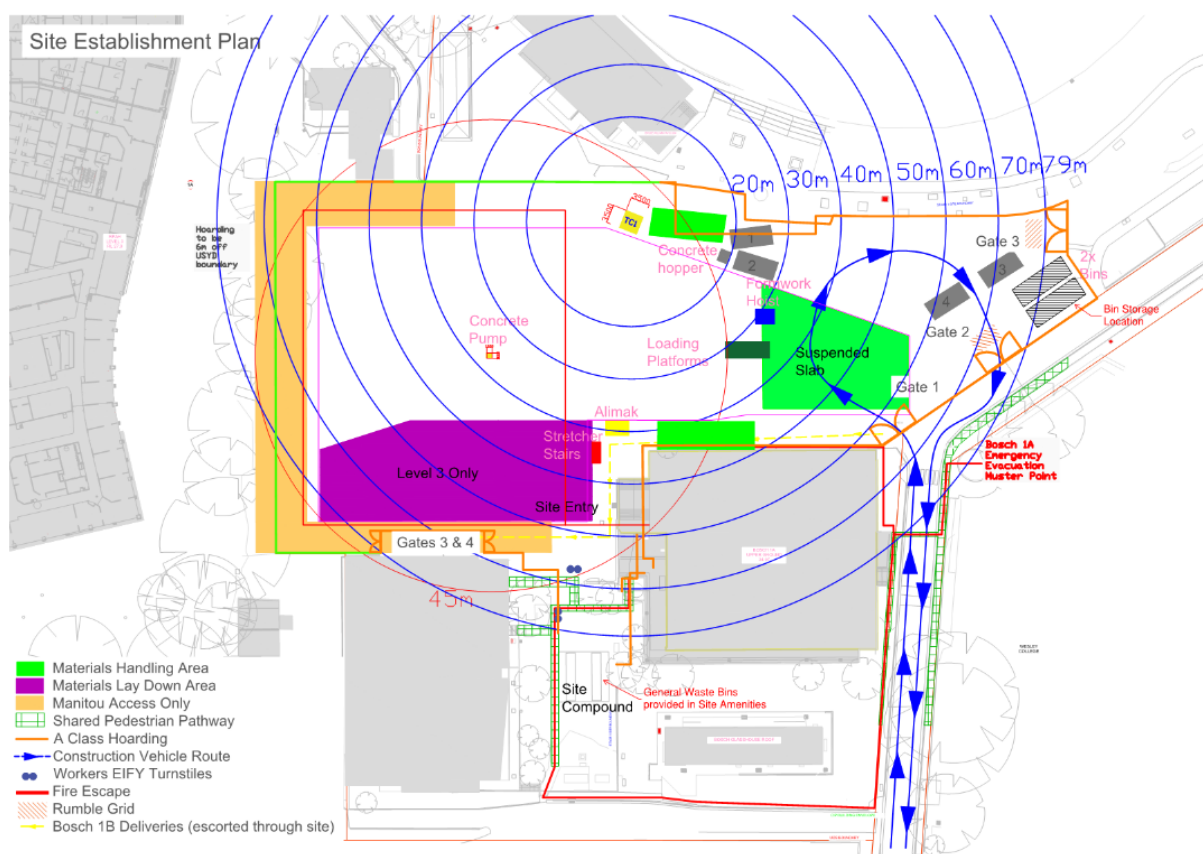 Site Establishment Plan
20m
30m
40m
50m
60m
70m
79m
Hoarding
to be
6m off
USYD
boundary
TC1
3500
Concrete
hopper
1
2
Gate 3
3
2x
Bins
4
Formwork
Hoist
Bin Storage
Location
Concrete
Pump
Loading
Platforms
Suspended
Slab
Gate 2
Gate 1
Alimak
Stretcher
Stairs
Level 3 Only
Site Entry
Bosch 1A
Emergency
Evacuation
Muster Point
Gates 3 & 4
45m
WESLEY
COLLEGE
Site
Compound
General Waste Bins
provided in Site Amenities
Materials Handling Area
Materials Lay Down Area
Manitou Access Only
Shared Pedestrian Pathway
A Class Hoarding
Construction Vehicle Route
Workers EIFY Turnstiles
Fire Escape
Rumble Grid
Bosch 1B Deliveries (escorted through site)